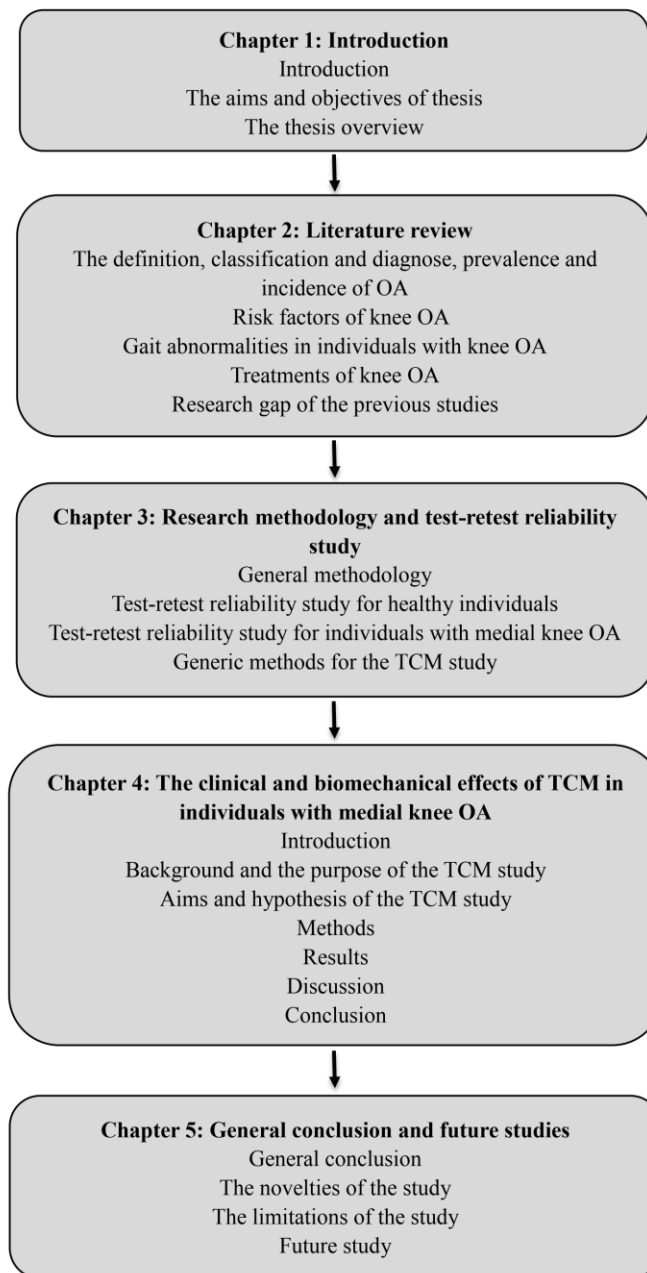 Chapter 1: Introduction
Introduction
The aims and objectives of thesis
The thesis overview
Chapter 2: Literature review
The definition, classification and diagnose, prevalence and
incidence of OA
Risk factors of knee OA
Gait abnormalities in individuals with knee OA
Treatments of knee OA
Research gap of the previous studies
Chapter 3: Research methodology and test-retest reliability
study
General methodology
Test-retest reliability study for healthy individuals
Test-retest reliability study for individuals with medial knee OA
Generic methods for the TCM study
Chapter 4: The clinical and biomechanical effects of TCM in
individuals with medial knee OA
Introduction
Background and the purpose of the TCM study
Aims and hypothesis of the TCM study
Methods
Results
Discussion
Conclusion
Chapter 5: General conclusion and future studies
General conclusion
The novelties of the study
The limitations of the study
Future study